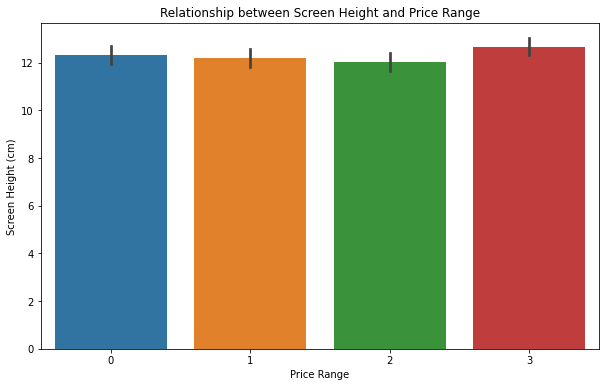 Relationship between Screen Height and Price Range
Screen Height (cm)
12
10
8
6
4
2
0
0 1 2 3
Price Range